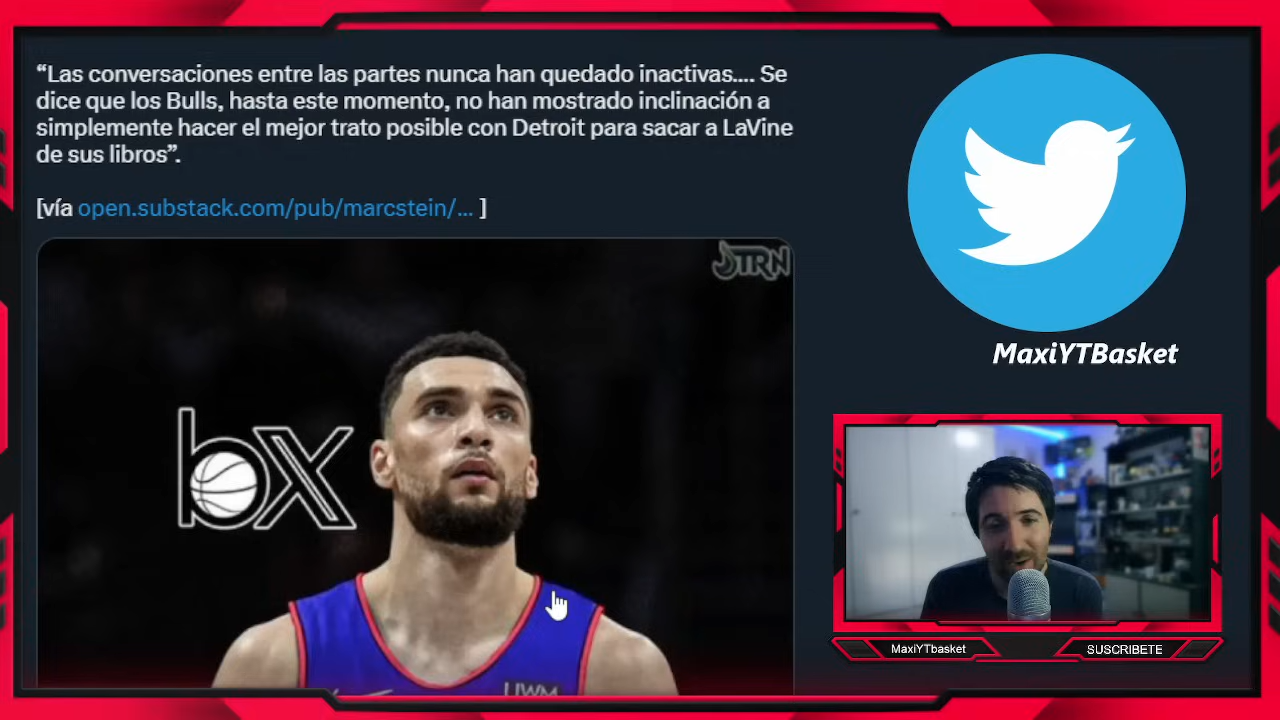 “Las conversaciones entre las partes nunca han quedado inactivas.... Se
dice que los Bulls, hasta este momento, no han mostrado inclinación a
simplemente hacer el mejor trato posible con Detroit para sacar a LaVine
de sus libros”.
[vía open.substack.com/pub/marcstein/... ]
JTRN
bX
UWM
MaxiYTBasket
MaxiYTbasket
SUSCRIBETE